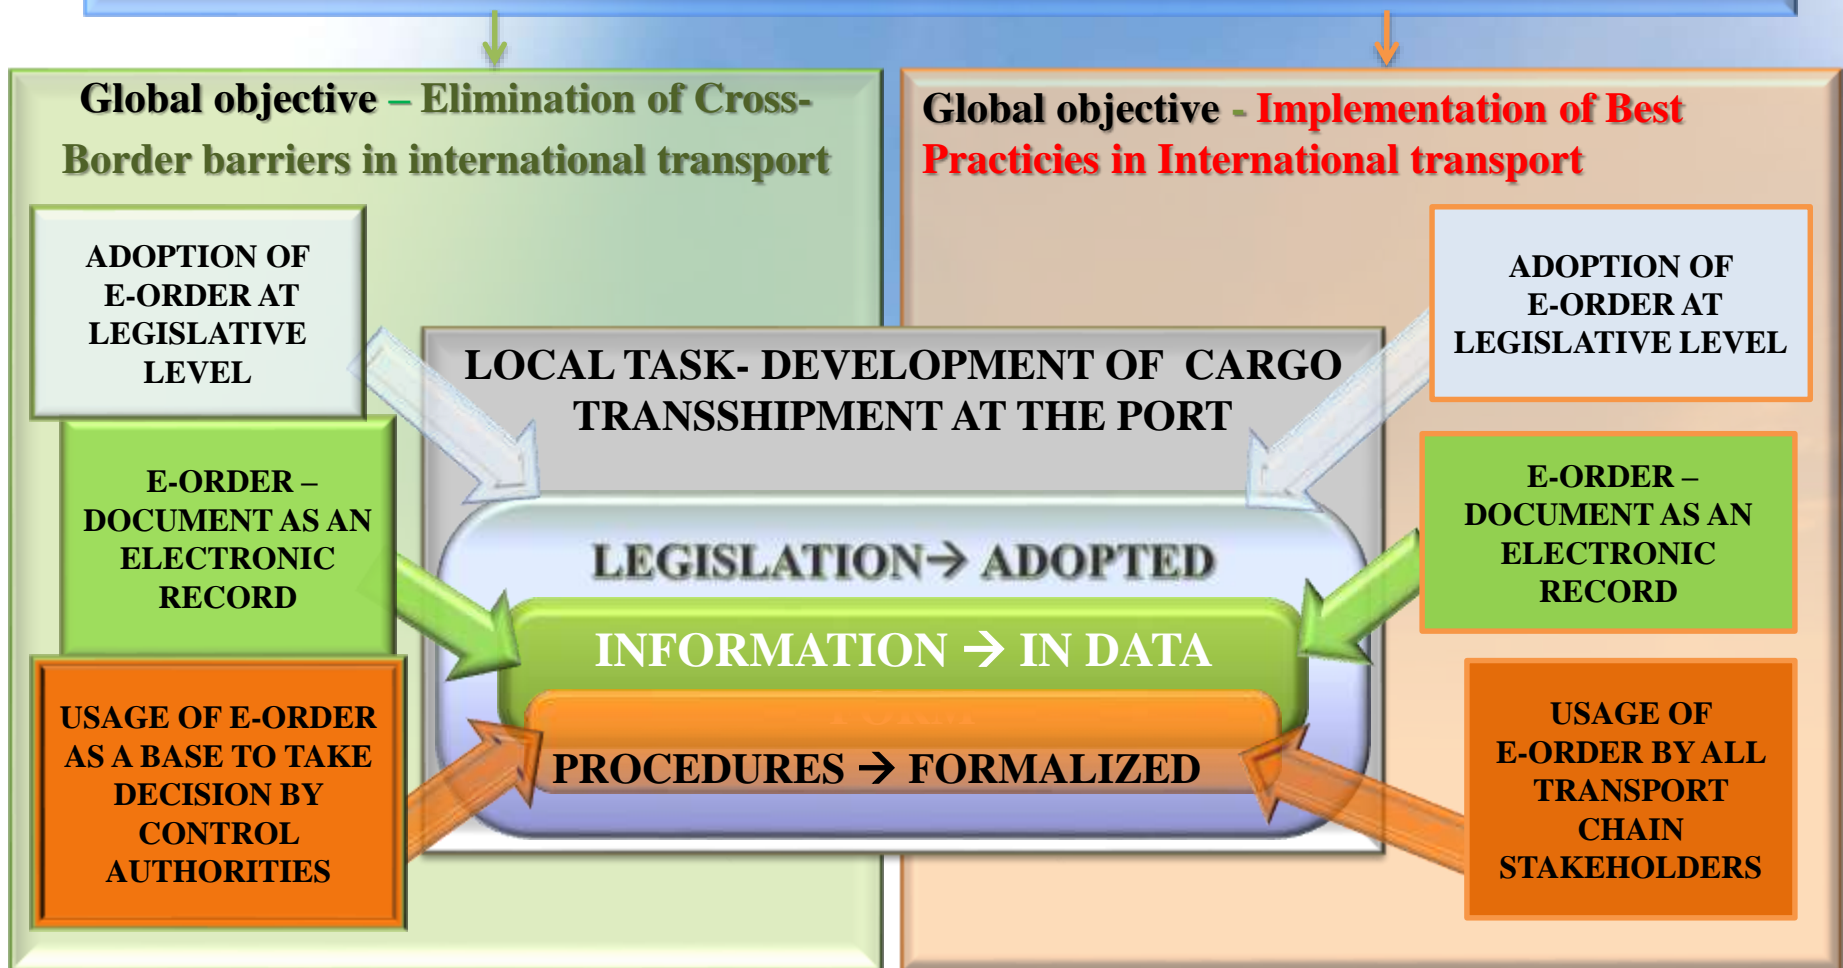 Global objective – Elimination of Cross-
Border barriers in international transport
Global objective - Implementation of Best
Practicies in International transport
ADOPTION OF
E-ORDER AT
LEGISLATIVE
LEVEL
E-ORDER –
DOCUMENT AS AN
ELECTRONIC
RECORD
USAGE OF E-ORDER
AS A BASE TO TAKE
DECISION BY
CONTROL
AUTHORITIES
LOCAL TASK- DEVELOPMENT OF CARGO
TRANSSHIPMENT AT THE PORT
LEGISLATION→ ADOPTED
INFORMATION → IN DATA
FORM
PROCEDURES → FORMALIZED
ADOPTION OF
E-ORDER AT
LEGISLATIVE LEVEL
E-ORDER –
DOCUMENT AS AN
ELECTRONIC
RECORD
USAGE OF
E-ORDER BY ALL
TRANSPORT
CHAIN
STAKEHOLDERS